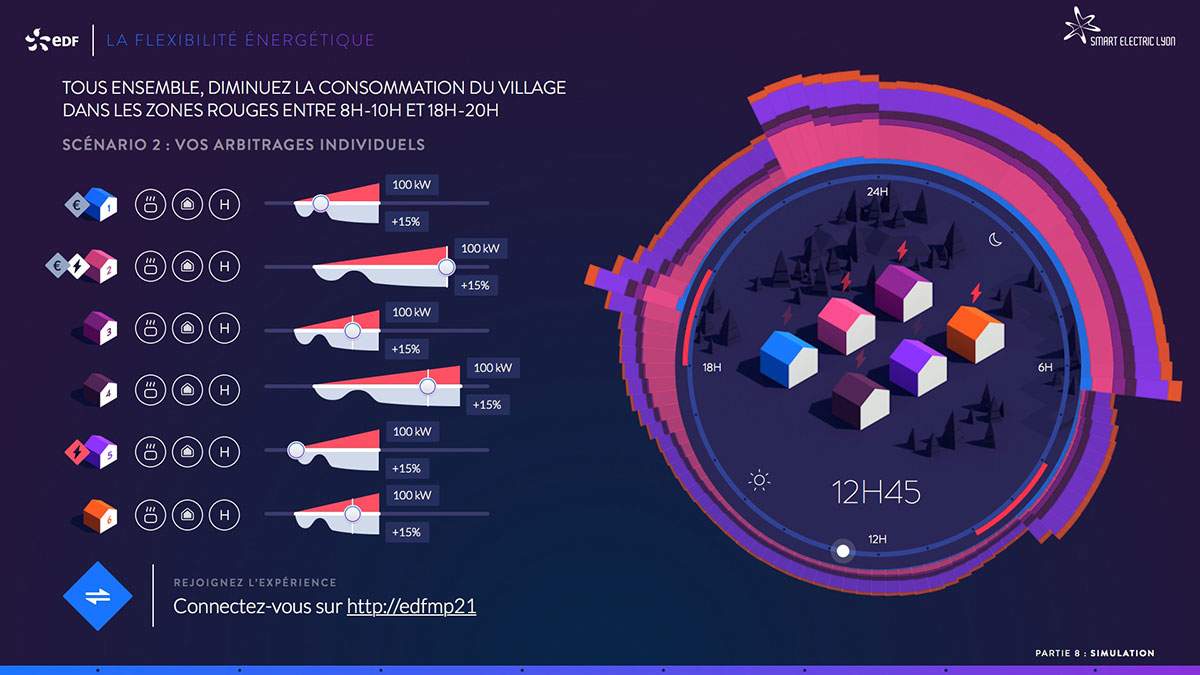 edf
LA FLEXIBILITÉ ÉNERGÉTIQUE
SMART ELECTRIC LYON
TOUS ENSEMBLE, DIMINUEZ LA CONSOMMATION DU VILLAGE
DANS LES ZONES ROUGES ENTRE 8H-10H ET 18H-20H
SCÉNARIO 2 : VOS ARBITRAGES INDIVIDUELS
€ 1 H 100 kW
+15%
€ 2 H 100 kW
+15%
3 H 100 kW
+15%
4 H 100 kW
+15%
5 H 100 kW
+15%
6 H 100 kW
+15%
24H
18H
6H
12H45
12H
REJOIGNEZ L'EXPÉRIENCE
Connectez-vous sur http://edfmp21
PARTIE 8 : SIMULATION